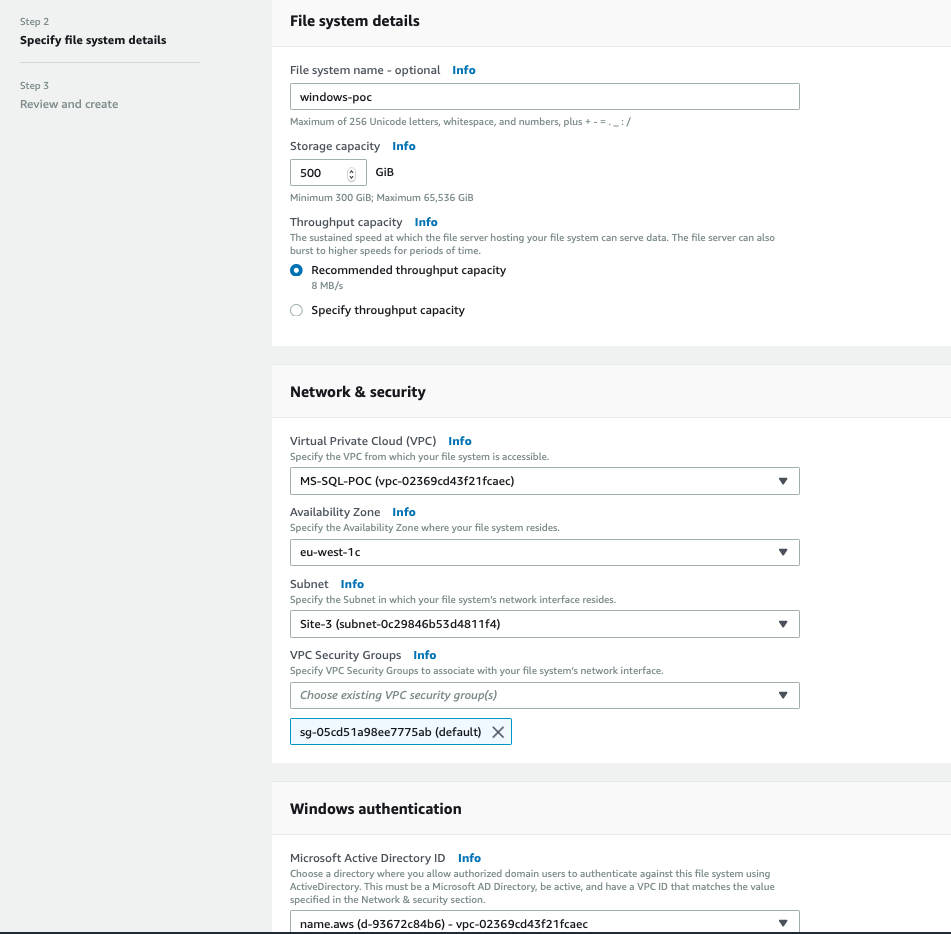 Step 2
Specify file system details
Step 3
Review and create
File system details
File system name - optional Info
windows-poc
Maximum of 256 Unicode letters, whitespace, and numbers, plus + - = . _ : /
Storage capacity Info
500 GiB
Minimum 300 GiB; Maximum 65,536 GiB
Throughput capacity Info
The sustained speed at which the file server hosting your file system can serve data. The file server can also
burst to higher speeds for periods of time.
Recommended throughput capacity
8 MB/s
Specify throughput capacity
Network & security
Virtual Private Cloud (VPC) Info
Specify the VPC from which your file system is accessible.
MS-SQL-POC (vpc-02369cd43f21fcaec)
Availability Zone Info
Specify the Availability Zone where your file system resides.
eu-west-1c
Subnet Info
Specify the Subnet in which your file system's network interface resides.
Site-3 (subnet-0c29846b53d4811f4)
VPC Security Groups Info
Specify VPC Security Groups to associate with your file system's network interface.
Choose existing VPC security group(s)
sg-05cd51a98ee7775ab (default)
Windows authentication
Microsoft Active Directory ID Info
Choose a directory where you allow authorized domain users to authenticate against this file system using
ActiveDirectory. This must be a Microsoft AD Directory, be active, and have a VPC ID that matches the value
specified in the Network & security section.
name.aws (d-93672c84b6) - vpc-02369cd43f21fcaec